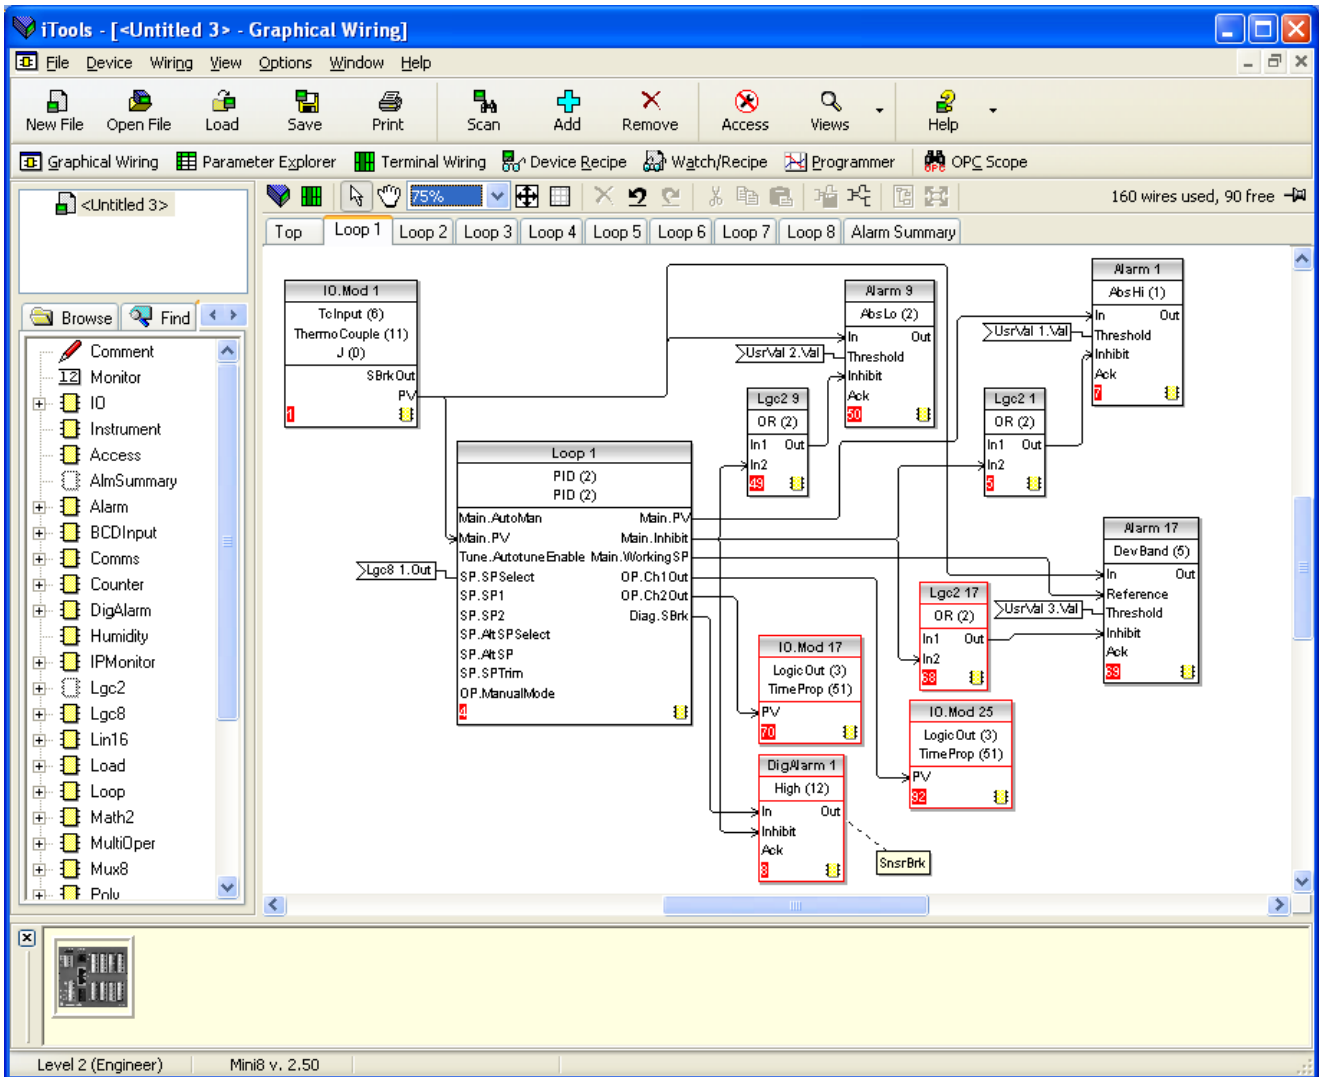 iTools - [<Untitled 3> - Graphical Wiring]
File Device Wiring View Options Window Help
New File Open File Load Save Print Scan Add Remove Access Views Help
Graphical Wiring Parameter Explorer Terminal Wiring Device Recipe Watch/Recipe Programmer OPC Scope
<Untitled 3>
75%
160 wires used, 90 free
Top Loop 1 Loop 2 Loop 3 Loop 4 Loop 5 Loop 6 Loop 7 Loop 8 Alarm Summary
Browse Find
Comment
12 Monitor
IO
Instrument
Access
AlmSummary
Alarm
BCDInput
Comms
Counter
DigAlarm
Humidity
IPMonitor
Lgc2
Lgc8
Lin16
Load
Loop
Math2
MultiOper
Mux8
Poly
IO.Mod 1
TcInput (6)
ThermoCouple (11)
J (0)
SBrkOut
PV
1
Loop 1
PID (2)
PID (2)
Main.AutoMan Main.PV
Main.PV Main.Inhibit
Tune.AutotuneEnable Main.WorkingSP
SP.SPSelect OP.Ch1Out
SP.SP1 OP.Ch2Out
SP.SP2 Diag.SBrk
SP.AltSPSelect
SP.AltSP
SP.SPTrim
OP.ManualMode
4
Lgc8 1.Out
Alarm 9
AbsLo (2)
In Out
Threshold
Inhibit
Ack
50
UsrVal 2.Val
Lgc2 9
OR (2)
In1 Out
In2
49
Alarm 1
AbsHi (1)
In Out
Threshold
Inhibit
Ack
7
UsrVal 1.Val
Lgc2 1
OR (2)
In1 Out
In2
5
Alarm 17
DevBand (5)
In Out
Reference
Threshold
Inhibit
Ack
69
UsrVal 3.Val
Lgc2 17
OR (2)
In1 Out
In2
68
IO.Mod 17
LogicOut (3)
TimeProp (51)
PV
70
IO.Mod 25
LogicOut (3)
TimeProp (51)
PV
92
DigAlarm 1
High (12)
In Out
Inhibit
Ack
8
SnsrBrk
Level 2 (Engineer) Mini8 v. 2.50